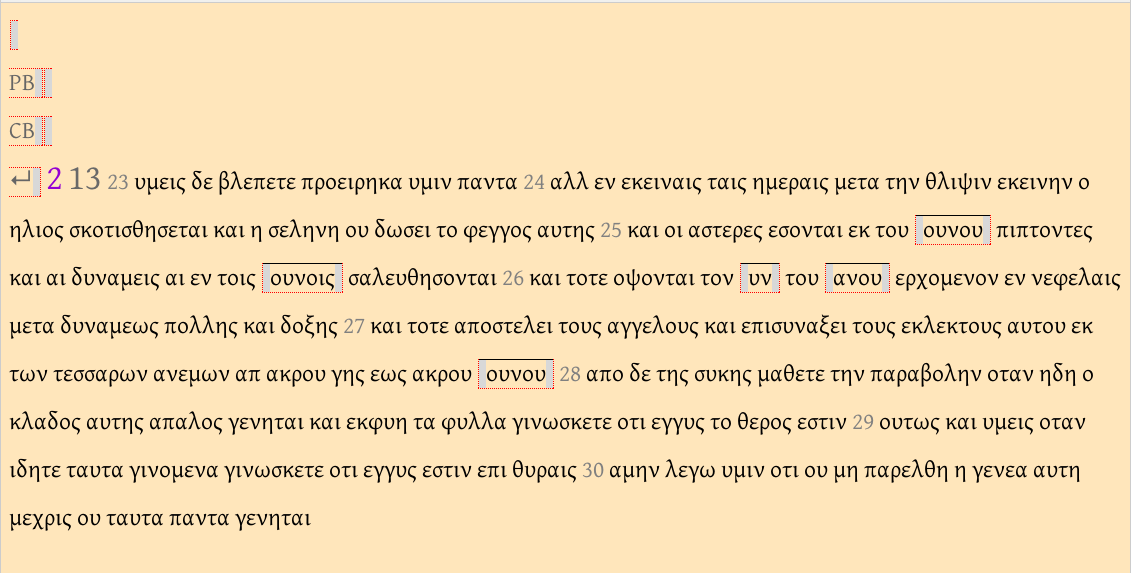 PB
CB
↵ 2 13 23 υμεις δε βλεπετε προειρηκα υμιν παντα 24 αλλ εν εκειναις ταις ημεραις μετα την θλιψιν εκεινην ο
ηλιος σκοτισθησεται και η σεληνη ου δωσει το φεγγος αυτης 25 και οι αστερες εσονται εκ του ουνου πιπτοντες
και αι δυναμεις αι εν τοις ουνοις σαλευθησονται 26 και τοτε οψονται τον υν του ανου ερχομενον εν νεφελαις
μετα δυναμεως πολλης και δοξης 27 και τοτε αποστελει τους αγγελους και επισυναξει τους εκλεκτους αυτου εκ
των τεσσαρων ανεμων απ ακρου γης εως ακρου ουνου 28 απο δε της συκης μαθετε την παραβολην οταν ηδη ο
κλαδος αυτης απαλος γενηται και εκφυη τα φυλλα γινωσκετε οτι εγγυς το θερος εστιν 29 ουτως και υμεις οταν
ιδητε ταυτα γινομενα γινωσκετε οτι εγγυς εστιν επι θυραις 30 αμην λεγω υμιν οτι ου μη παρελθη η γενεα αυτη
μεχρις ου ταυτα παντα γενηται